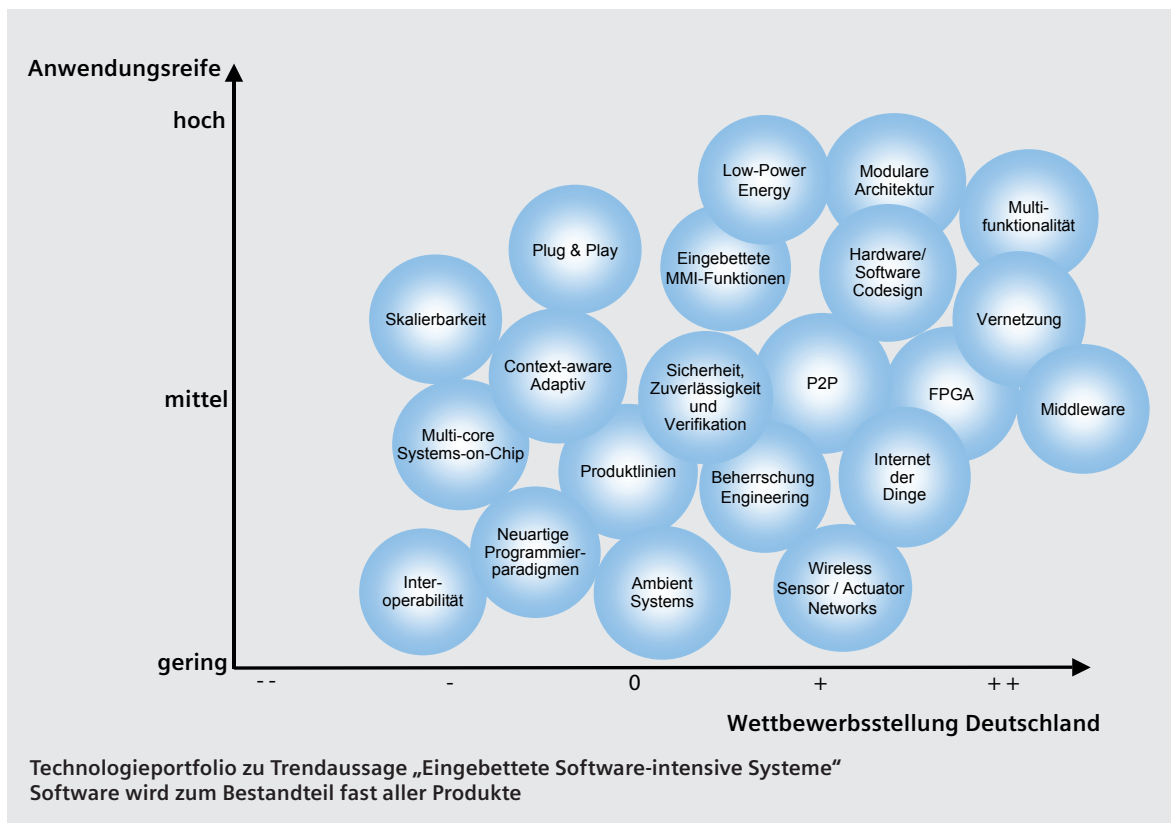 Anwendungsreife
hoch
Low-Power
Energy
Modulare
Architektur
Multi-
funktionalität
Plug & Play
Eingebettete
MMI-Funktionen
Hardware/
Software
Codesign
Skalierbarkeit
Vernetzung
Context-aware
Adaptiv
Sicherheit,
Zuverlässigkeit
und
Verifikation
P2P
FPGA
mittel
Middleware
Multi-core
Systems-on-Chip
Produktlinien
Beherrschung
Engineering
Internet
der
Dinge
Neuartige
Programmier-
paradigmen
Inter-
operabilität
Ambient
Systems
Wireless
Sensor / Actuator
Networks
gering
-- - 0 + ++
Wettbewerbsstellung Deutschland
Technologieportfolio zu Trendaussage „Eingebettete Software-intensive Systeme“
Software wird zum Bestandteil fast aller Produkte